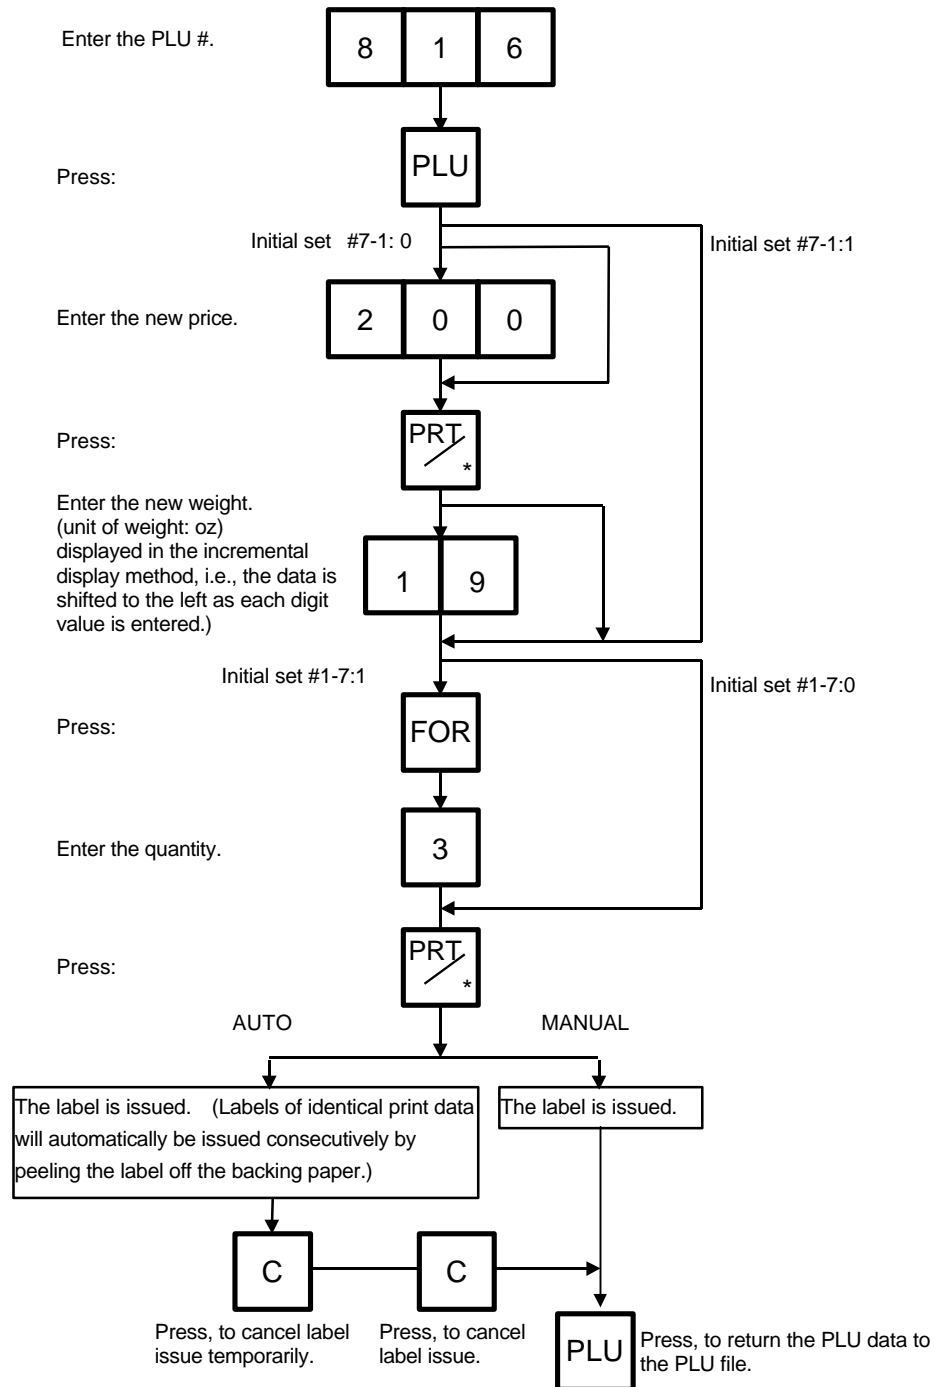 Enter the PLU #.
8 1 6
PLU
Press:
Initial set #7-1: 0
Initial set #7-1:1
Enter the new price.
2 0 0
Press:
PRT/*
Enter the new weight.
(unit of weight: oz)
displayed in the incremental
display method, i.e., the data is
shifted to the left as each digit
value is entered.)
1 9
Initial set #1-7:1
Initial set #1-7:0
Press:
FOR
Enter the quantity.
3
Press:
PRT/*
AUTO
MANUAL
The label is issued. (Labels of identical print data
will automatically be issued consecutively by
peeling the label off the backing paper.)
The label is issued.
C
C
Press, to cancel label
issue temporarily.
Press, to cancel
label issue.
PLU
Press, to return the PLU data to
the PLU file.